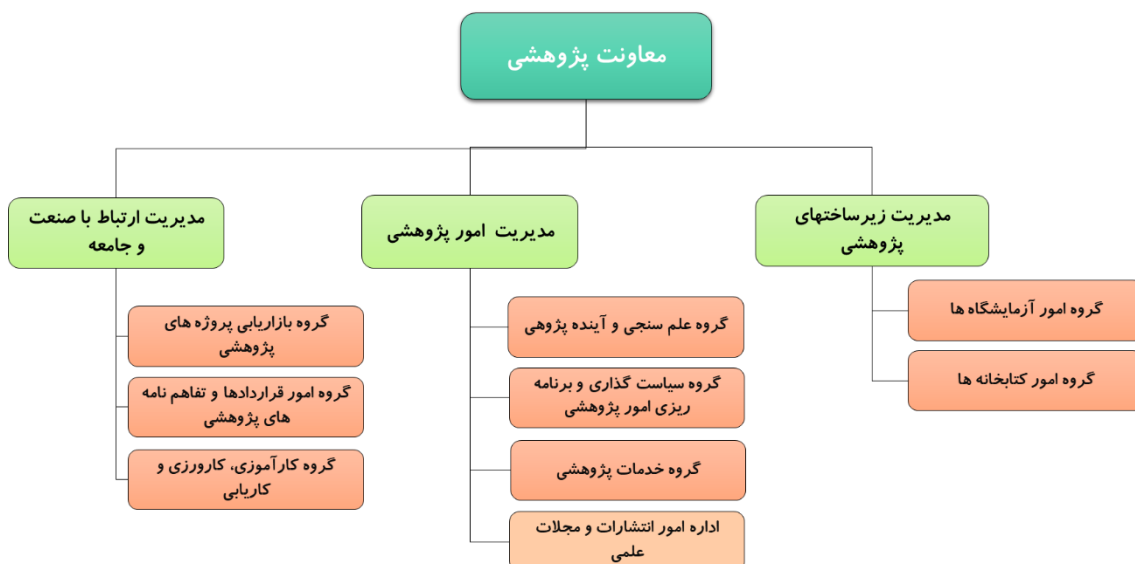 معاونت پژوهشی
مدیریت زیرساختهای
پژوهشی
گروه امور آزمایشگاه ها
گروه امور کتابخانه ها
مدیریت امور پژوهشی
گروه علم سنجی و آینده پژوهی
گروه سیاست گذاری و برنامه
ریزی امور پژوهشی
گروه خدمات پژوهشی
اداره امور انتشارات و مجلات
علمی
مدیریت ارتباط با صنعت
و جامعه
گروه بازاریابی پروژه های
پژوهشی
گروه امور قراردادها و تفاهم نامه
های پژوهشی
گروه کارآموزی، کارورزی و
کاریابی